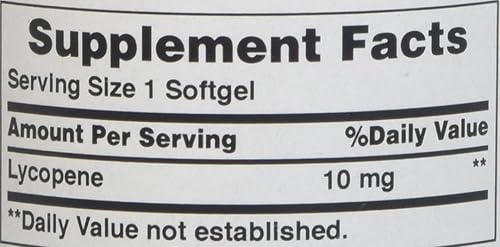 Supplement Facts
Serving Size 1 Softgel
Amount Per Serving %Daily Value
Lycopene 10 mg **
**Daily Value not established.